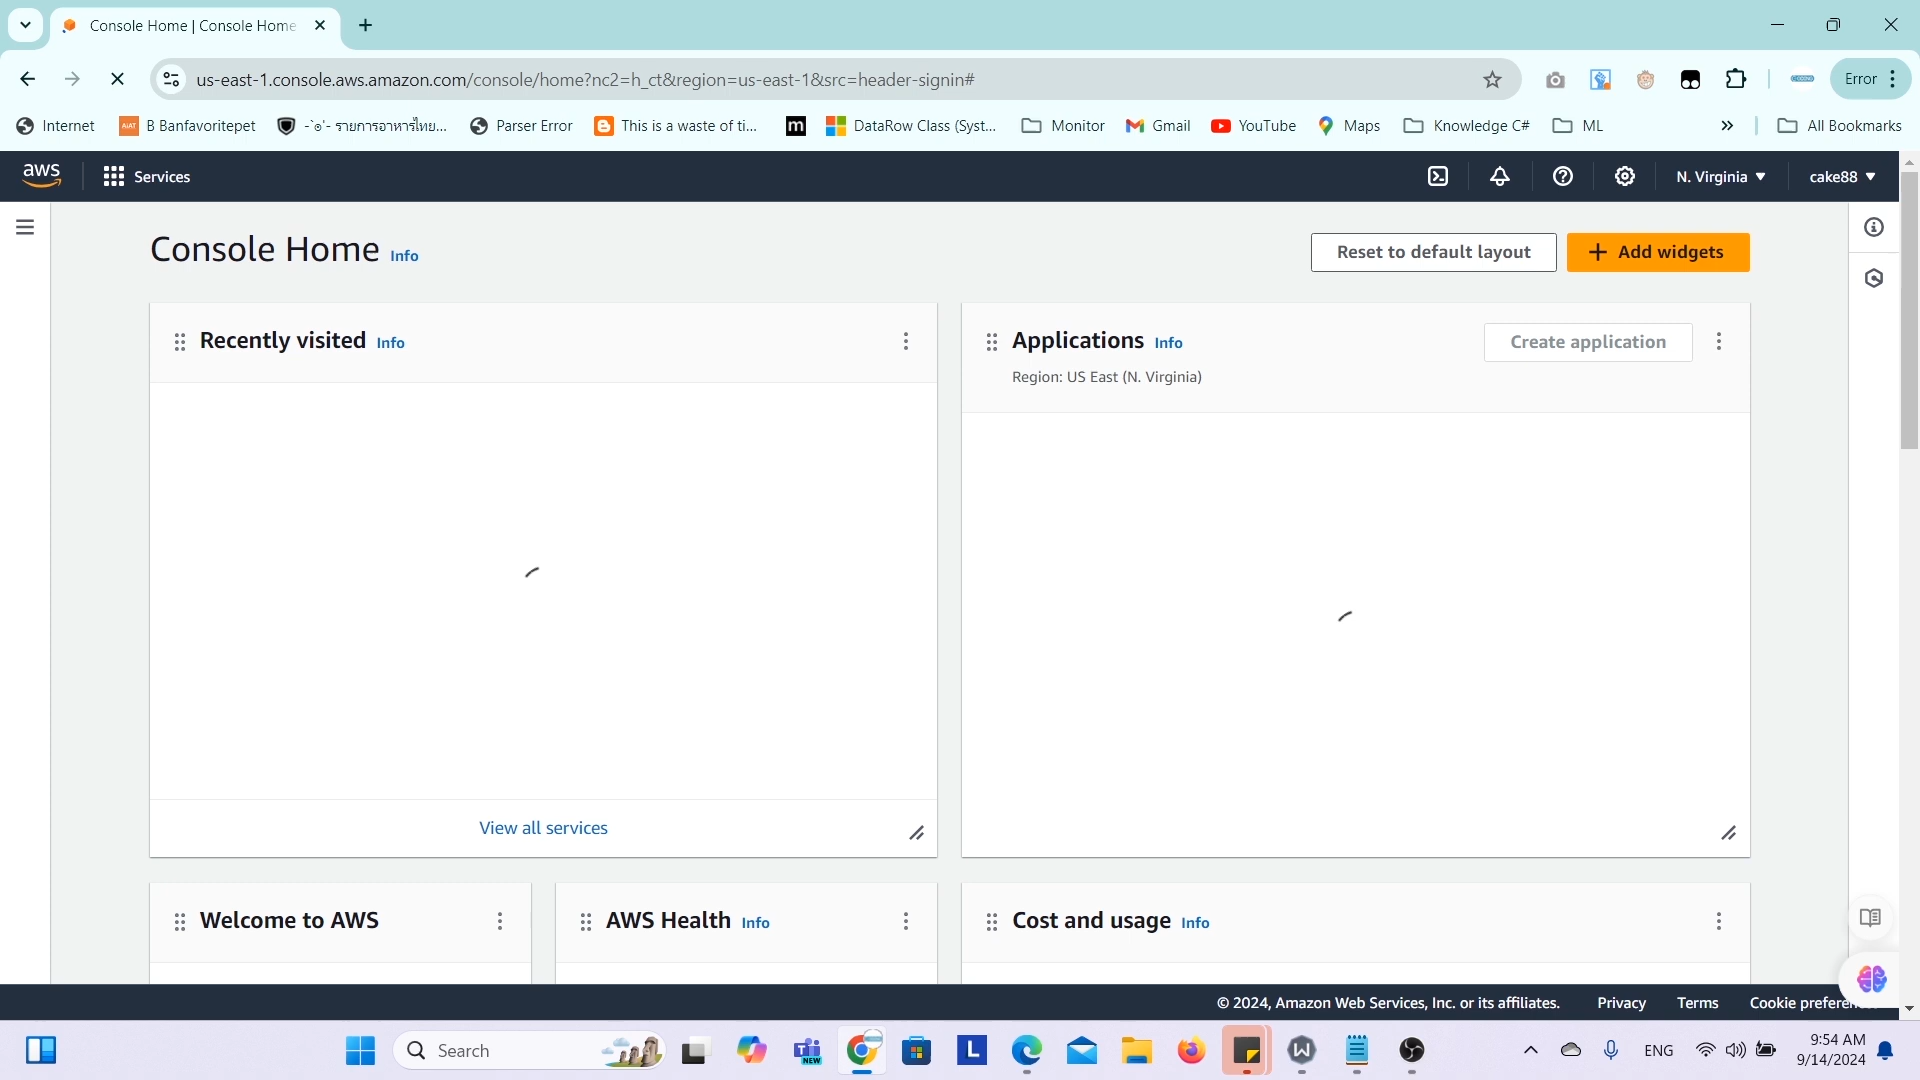 Console Home | Console Home
us-east-1.console.aws.amazon.com/console/home?nc2=h_ct&region=us-east-1&src=header-signin#
Error
Internet
AiAT B Banfavoritepet
-`๏'- รายการอาหารไทย...
Parser Error
This is a waste of ti...
m
DataRow Class (Syst...
Monitor
Gmail
YouTube
Maps
Knowledge C#
ML
All Bookmarks
aws
Services
N. Virginia
cake88
Console Home Info
Reset to default layout
Add widgets
Recently visited Info
Applications Info
Region: US East (N. Virginia)
Create application
View all services
Welcome to AWS
AWS Health Info
Cost and usage Info
© 2024, Amazon Web Services, Inc. or its affiliates.
Privacy
Terms
Cookie prefere
Search
NEW
L
W
ENG
9:54 AM
9/14/2024